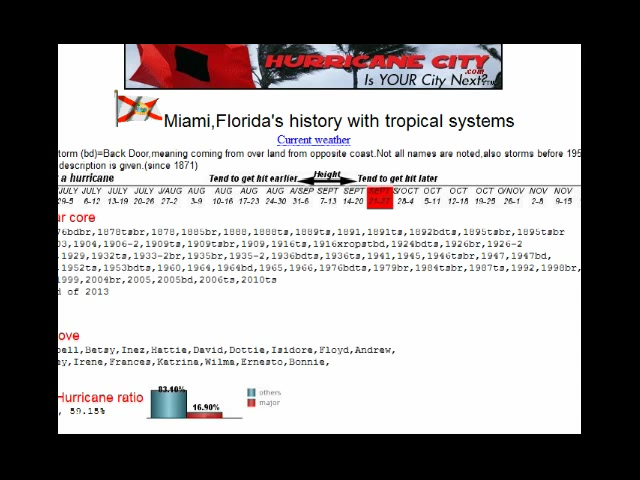 HURRICANE CITY
.com
Is YOUR City Next?
Miami,Florida's history with tropical systems
Current weather
storm (bd)=Back Door,meaning coming from over land from opposite coast.Not all names are noted,also storms before 195
description is given.(since 1871)
a hurricane Tend to get hit earlier Height Tend to get hit later
JULY JULY JULY JULY J/AUG AUG AUG AUG AUG A/SEP SEPT SEPT SEPT S/OCT OCT OCT OCT O/NOV NOV NOV
29-5 6-12 13-19 20-26 27-2 3-9 10-16 17-23 24-30 31-6 7-13 14-20 21-27 28-4 5-11 12-18 19-25 26-1 2-8 9-15
ar core
76bdbr,1878tsbr,1878,1885br,1888,1888ts,1889ts,1891,1891ts,1892bdts,1895tsbr,1895tsbr
03,1904,1906-2,1909ts,1909tsbr,1909,1916ts,1916xropstbd,1924bdts,1926br,1926-2
,1929,1932ts,1933-2br,1935br,1935-2,1936bdts,1936ts,1941,1945,1946tsbr,1947,1947bd,
,1952ts,1953bdts,1960,1964,1964bd,1965,1966,1976bdts,1979br,1984tsbr,1987ts,1992,1998br,
1999,2004br,2005,2005bd,2006ts,2010ts
d of 2013
ove
bell,Betsy,Inez,Hattie,David,Dottie,Isidore,Floyd,Andrew,
ey,Irene,Frances,Katrina,Wilma,Ernesto,Bonnie,
Hurricane ratio
, 59.15%
83.10%
16.90%
others
major